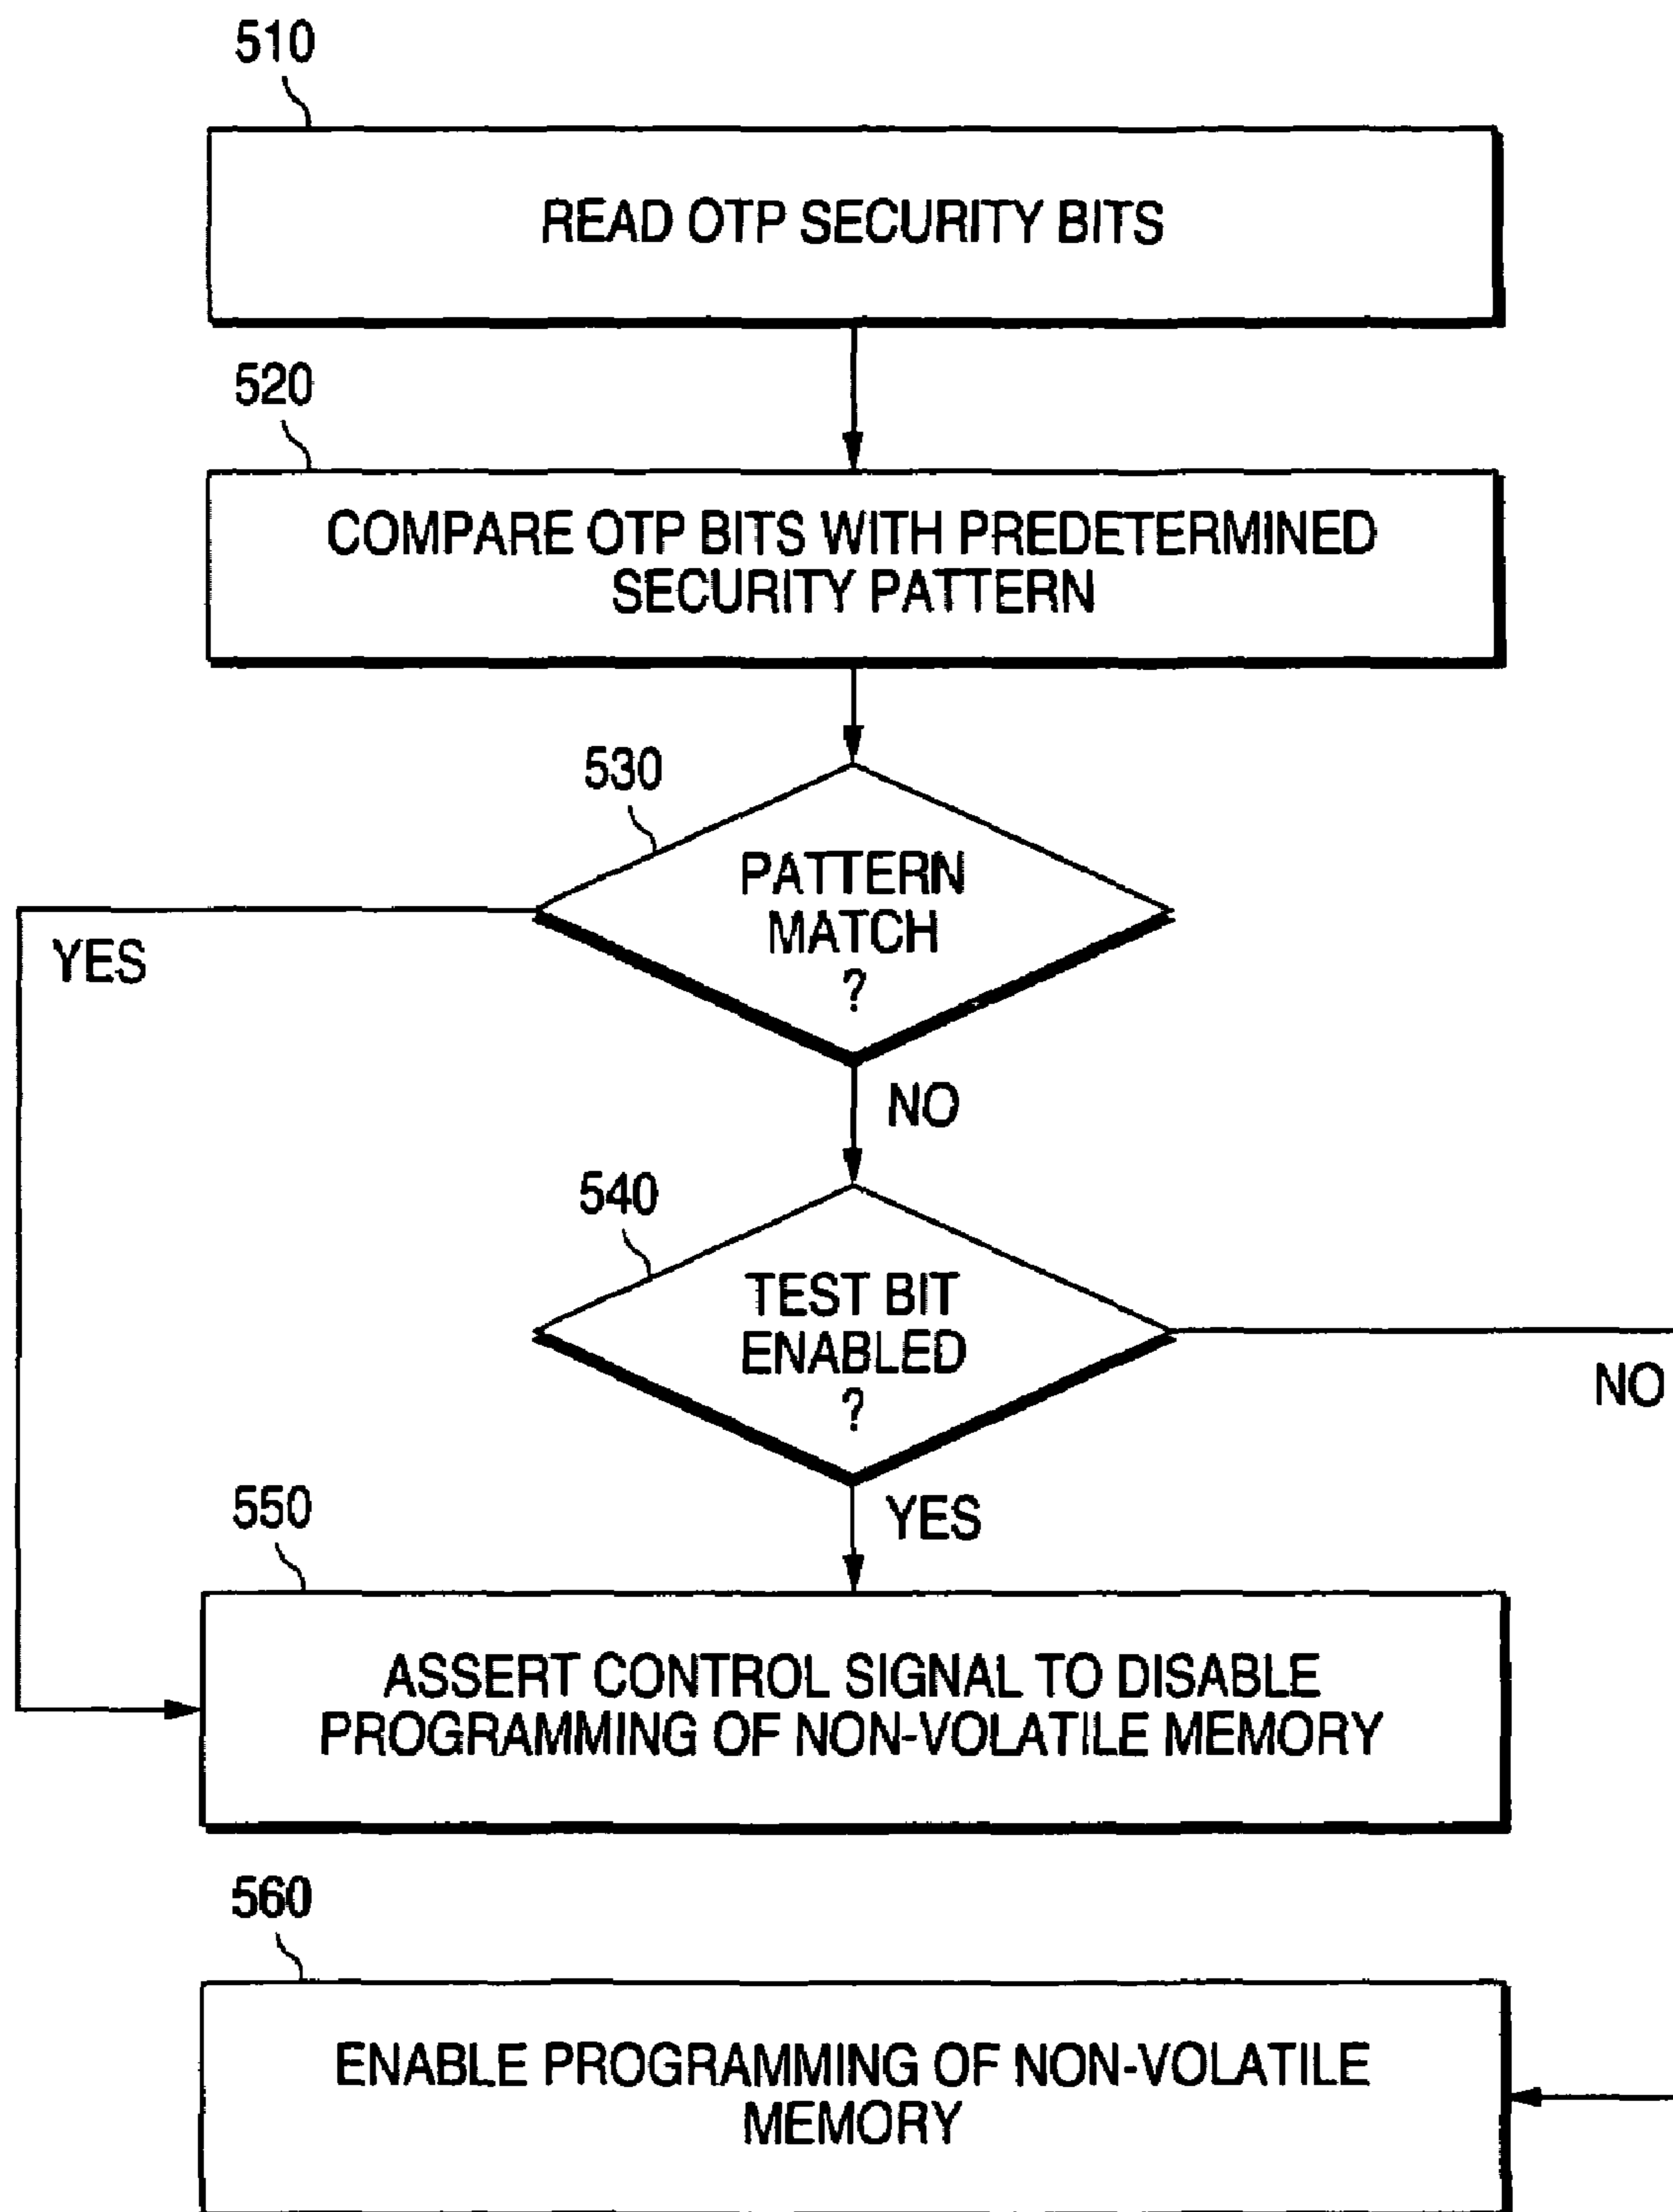 510
READ OTP SECURITY BITS
520
COMPARE OTP BITS WITH PREDETERMINED
SECURITY PATTERN
530
PATTERN
MATCH
?
YES
NO
540
TEST BIT
ENABLED
?
NO
YES
550
ASSERT CONTROL SIGNAL TO DISABLE
PROGRAMMING OF NON-VOLATILE MEMORY
560
ENABLE PROGRAMMING OF NON-VOLATILE
MEMORY